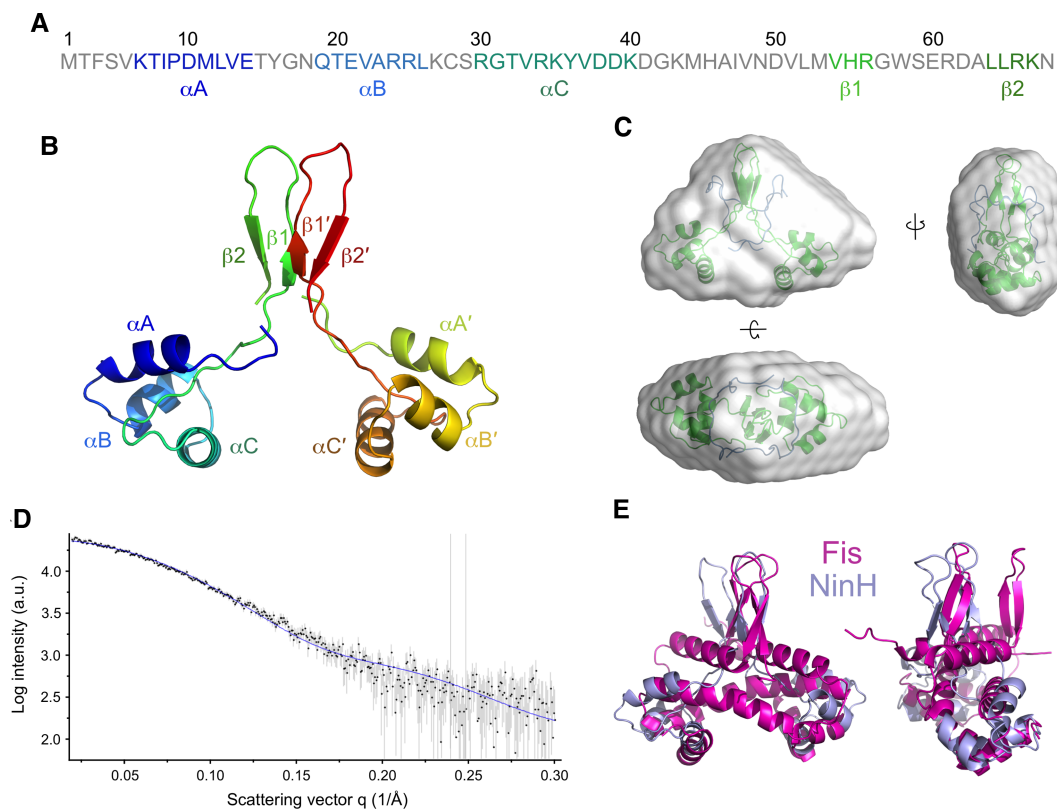 A
1 10 20 30 40 50 60
MTFSVKTIPDMLVETYGNQTEVARRLKCSRGTVRKYVDDKDGKMHAIVNDVLMVHRGWSERDALLRKN
αA αB αC β1 β2
B
β2 β1 β1′ β2′
αA αA′
αB αC αC′ αB′
C
D
Log intensity (a.u.)
4.0
3.5
3.0
2.5
2.0
0.05 0.10 0.15 0.20 0.25 0.30
Scattering vector q (1/Å)
E
Fis
NinH